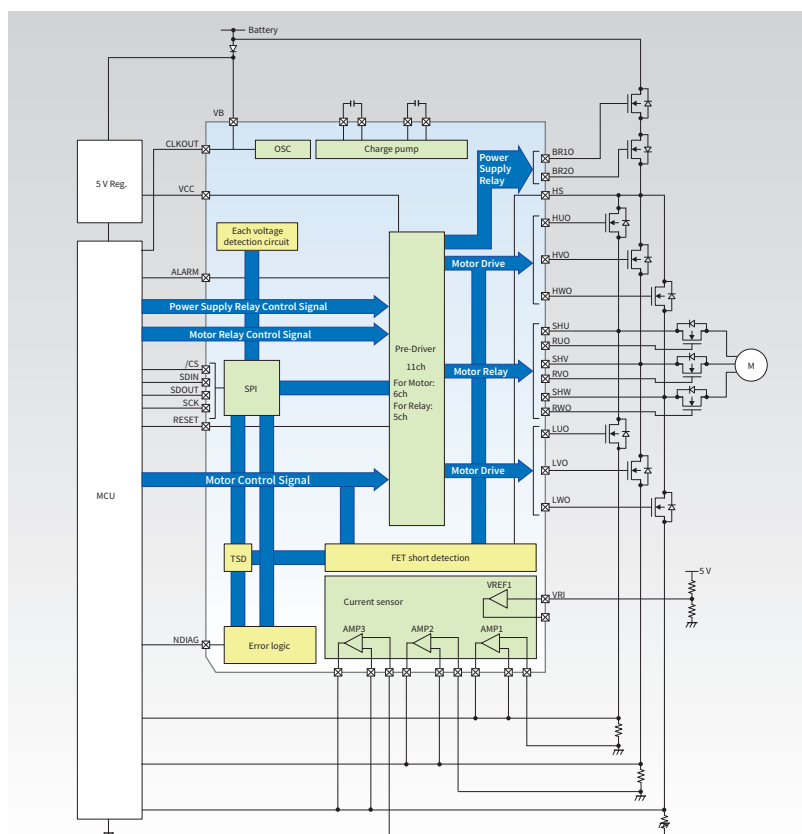 Battery
VB
CLKOUT
OSC
Charge pump
5 V Reg.
VCC
Power
Supply
Relay
BR1O
BR2O
HS
Each voltage
detection circuit
HUO
ALARM
Motor Drive
HVO
Power Supply Relay Control Signal
HWO
Motor Relay Control Signal
Pre-Driver
11ch
For Motor:
6ch
For Relay:
5ch
SHU
RUO
SHV
Motor Relay
RVO
SHW
RWO
M
/CS
SDIN
SDOUT
SCK
SPI
RESET
LUO
Motor Control Signal
Motor Drive
LVO
MCU
LWO
TSD
FET short detection
5 V
VREF1
VRI
Current sensor
AMP3
AMP2
AMP1
NDIAG
Error logic